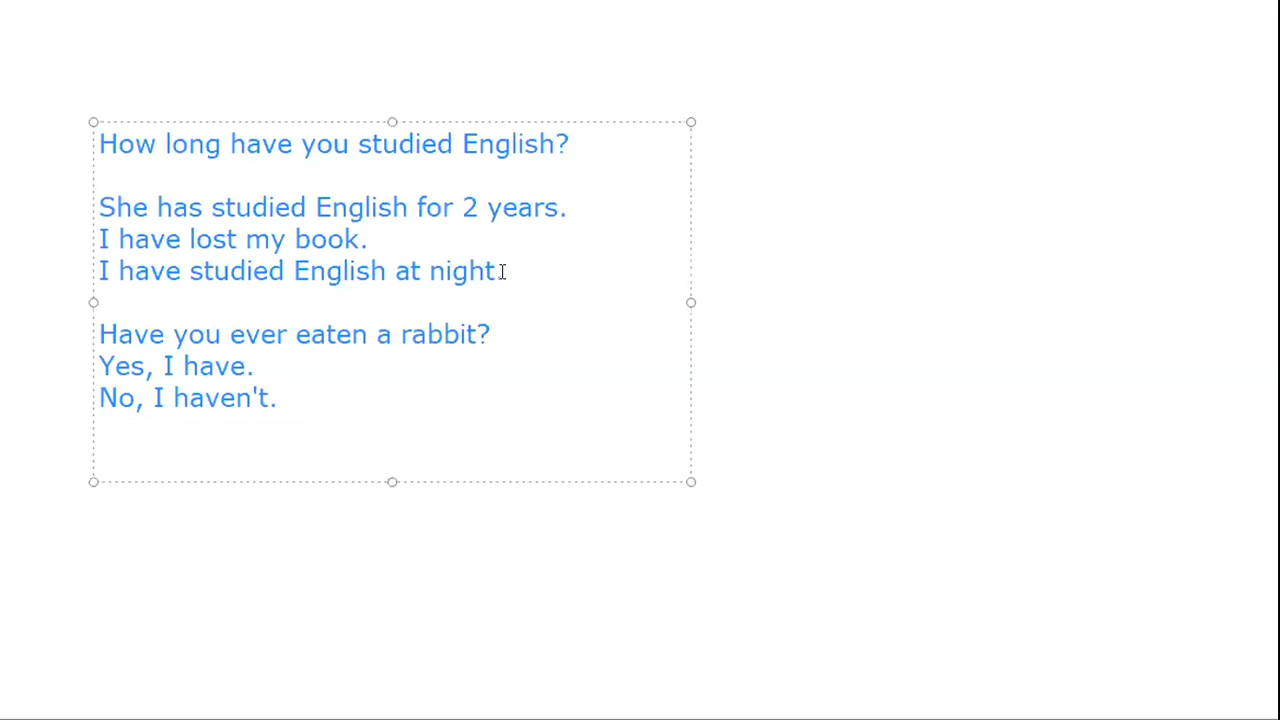 How long have you studied English?
She has studied English for 2 years.
I have lost my book.
I have studied English at night.
Have you ever eaten a rabbit?
Yes, I have.
No, I haven't.